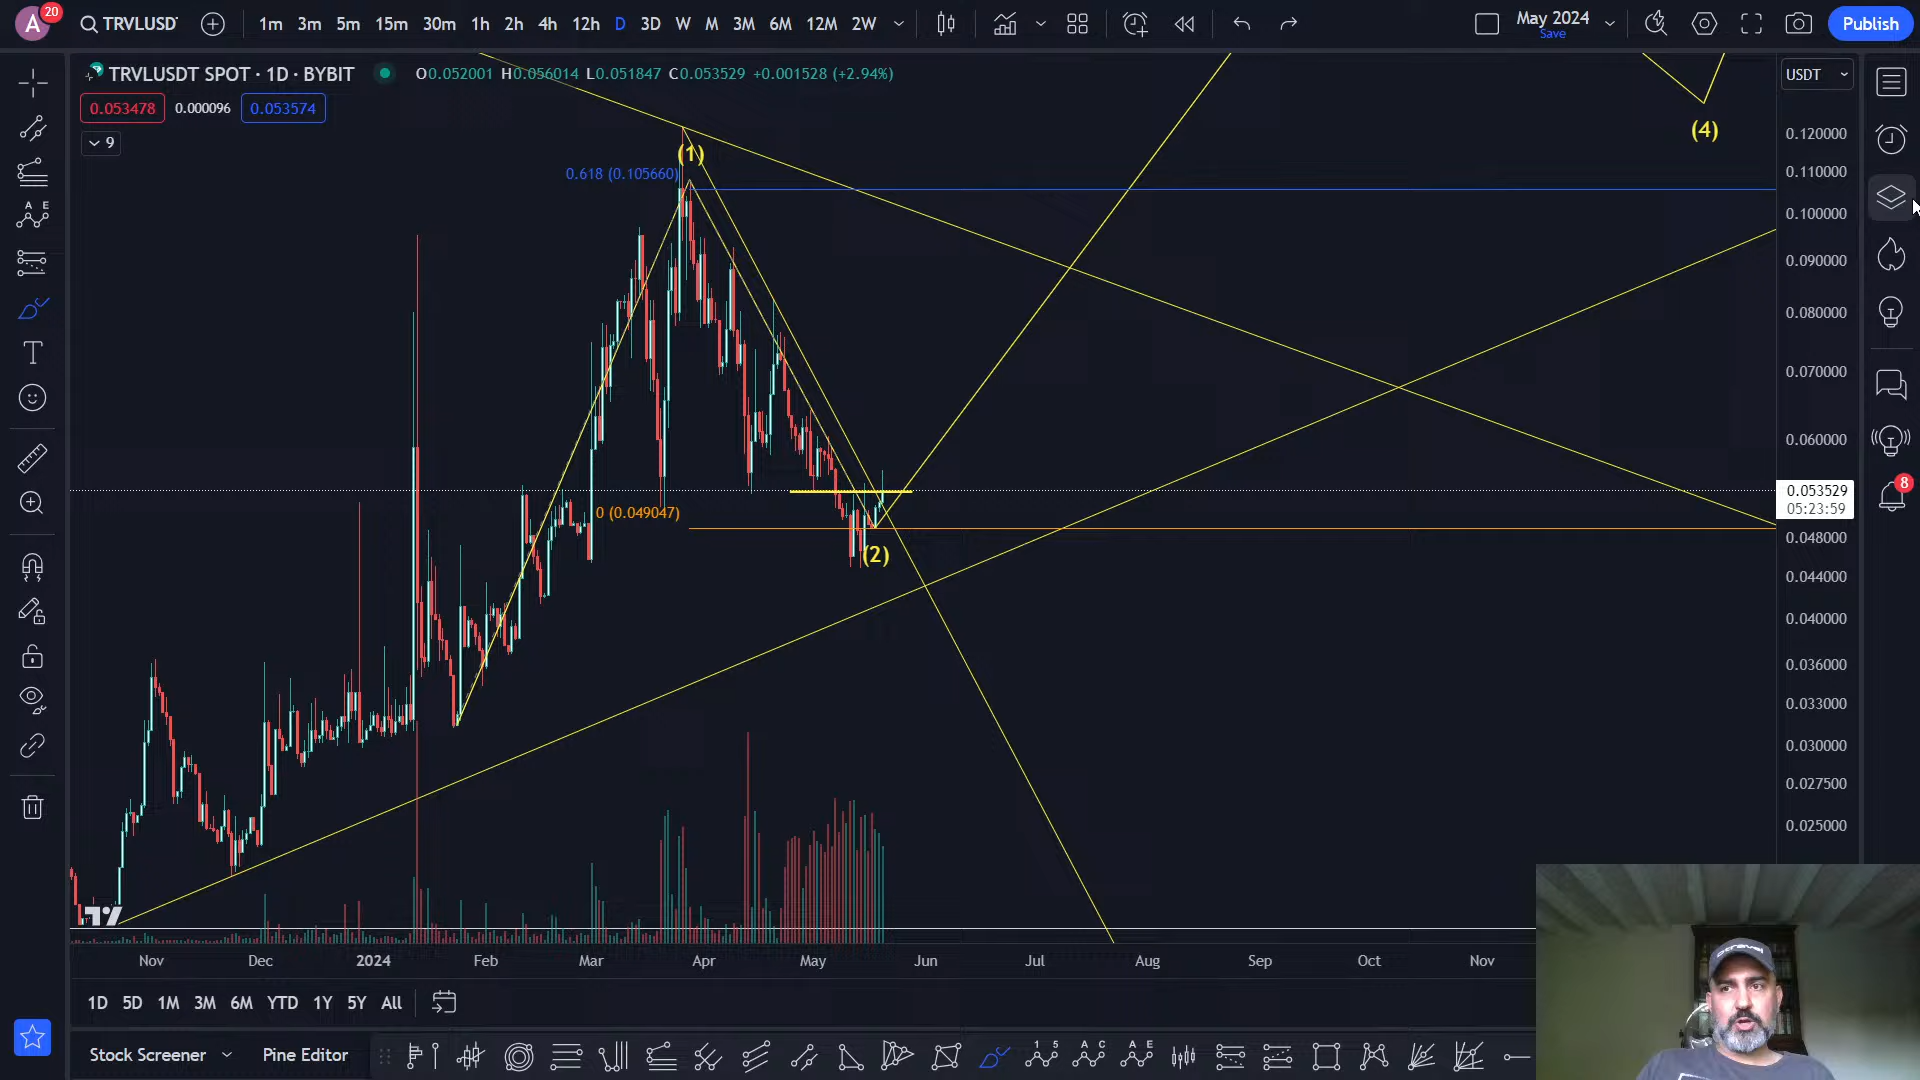 A
20
TRVLUSDT
1m 3m 5m 15m 30m 1h 2h 4h 12h D 3D W M 3M 6M 12M 2W
May 2024
Save
Publish
TRVLUSDT SPOT · 1D · BYBIT
O0.052001 H0.056014 L0.051847 C0.053529 +0.001528 (+2.94%)
USDT
0.053478
0.000096
0.053574
9
(1)
0.618 (0.105660)
(4)
0 (0.049047)
(2)
0.120000
0.110000
0.100000
0.090000
0.080000
0.070000
0.060000
0.053529
05:23:59
0.048000
0.044000
0.040000
0.036000
0.033000
0.030000
0.027500
0.025000
8
A E
T
Nov Dec 2024 Feb Mar Apr May Jun Jul Aug Sep Oct Nov
1D 5D 1M 3M 6M YTD 1Y 5Y All
Stock Screener
Pine Editor
1 5
A C
A E